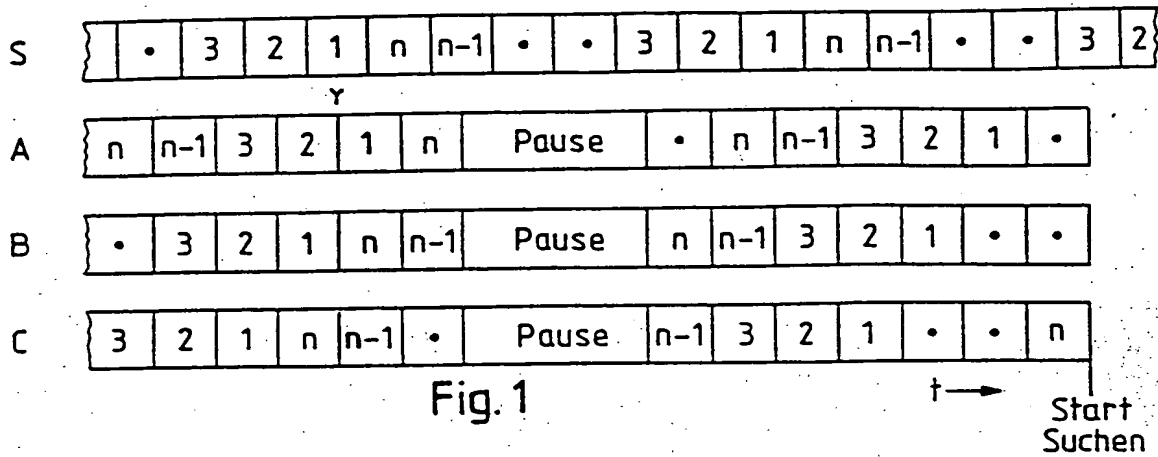 S • 3 2 1 n n-1 • • 3 2 1 n n-1 • • 3 2
Y
A n n-1 3 2 1 n Pause • n n-1 3 2 1 •
B • 3 2 1 n n-1 Pause n n-1 3 2 1 • •
C 3 2 1 n n-1 • Pause n-1 3 2 1 • • n
Fig. 1 t
Start
Suchen